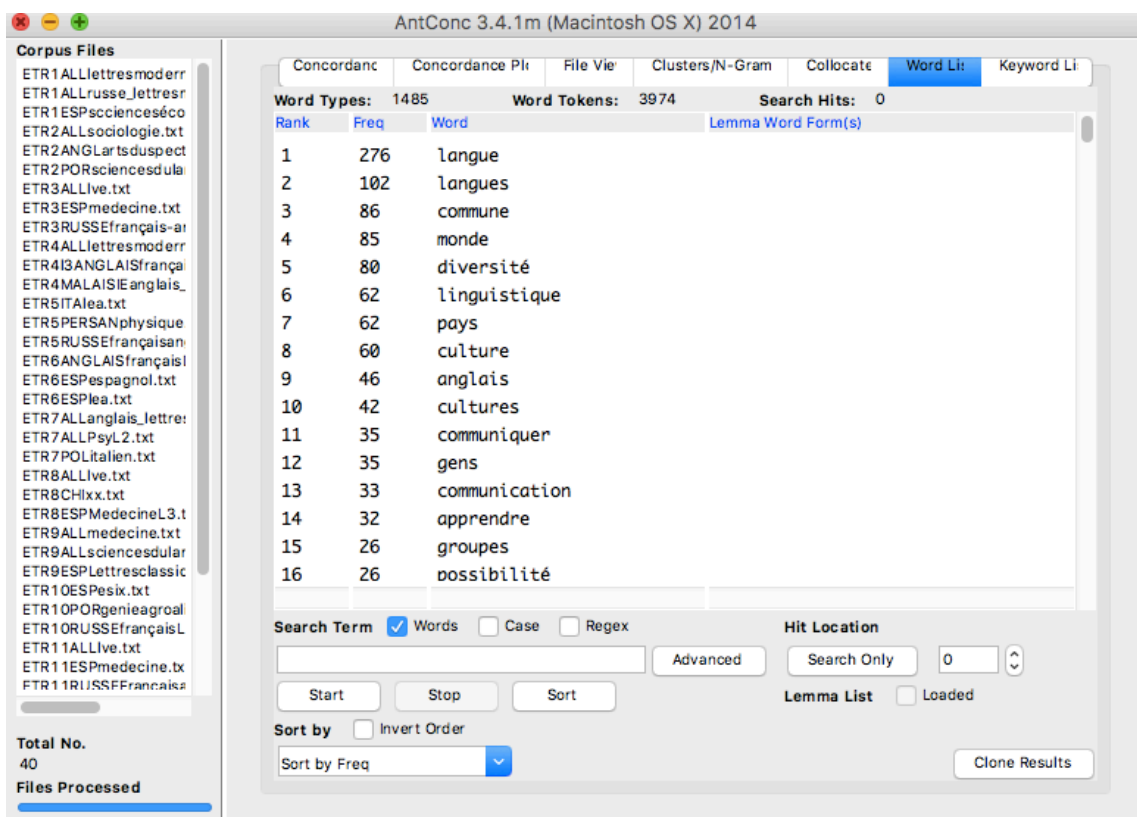 AntConc 3.4.1m (Macintosh OS X) 2014
Corpus Files
ETR1ALLlettresmoderr
ETR1ALLrusse_lettresr
ETR1ESPsccienceséco
ETR2ALLsociologie.txt
ETR2ANGLartsduspect
ETR2PORsciencesdula
ETR3ALLlve.txt
ETR3ESPmedecine.txt
ETR3RUSSEfrançais-ar
ETR4ALLlettresmoderr
ETR4I3ANGLAISfrançai
ETR4MALAISIEanglais_
ETR5ITAlea.txt
ETR5PERSANphysique
ETR5RUSSEfrançaisan
ETR6ANGLAISfrançaisl
ETR6ESPespagnol.txt
ETR6ESPlea.txt
ETR7ALLanglais_lettre
ETR7ALLPsyL2.txt
ETR7POLitalien.txt
ETR8ALLlve.txt
ETR8CHIxx.txt
ETR8ESPMedecineL3.t
ETR9ALLmedecine.txt
ETR9ALLsciencesdular
ETR9ESPLettresclassic
ETR10ESPesix.txt
ETR10PORgenieagroali
ETR10RUSSEfrançaisL
ETR11ALLlve.txt
ETR11ESPmedecine.tx
ETR11RUSSEFrançaisa
Total No.
40
Files Processed
Concordanc Concordance Plo File Vie Clusters/N-Gram Collocate Word Lis Keyword Li
Word Types: 1485 Word Tokens: 3974 Search Hits: 0
Rank Freq Word Lemma Word Form(s)
1 276 langue
2 102 langues
3 86 commune
4 85 monde
5 80 diversité
6 62 linguistique
7 62 pays
8 60 culture
9 46 anglais
10 42 cultures
11 35 communiquer
12 35 gens
13 33 communication
14 32 apprendre
15 26 groupes
16 26 possibilité
Search Term Words Case Regex Hit Location
Advanced Search Only 0
Start Stop Sort Lemma List Loaded
Sort by Invert Order
Sort by Freq Clone Results